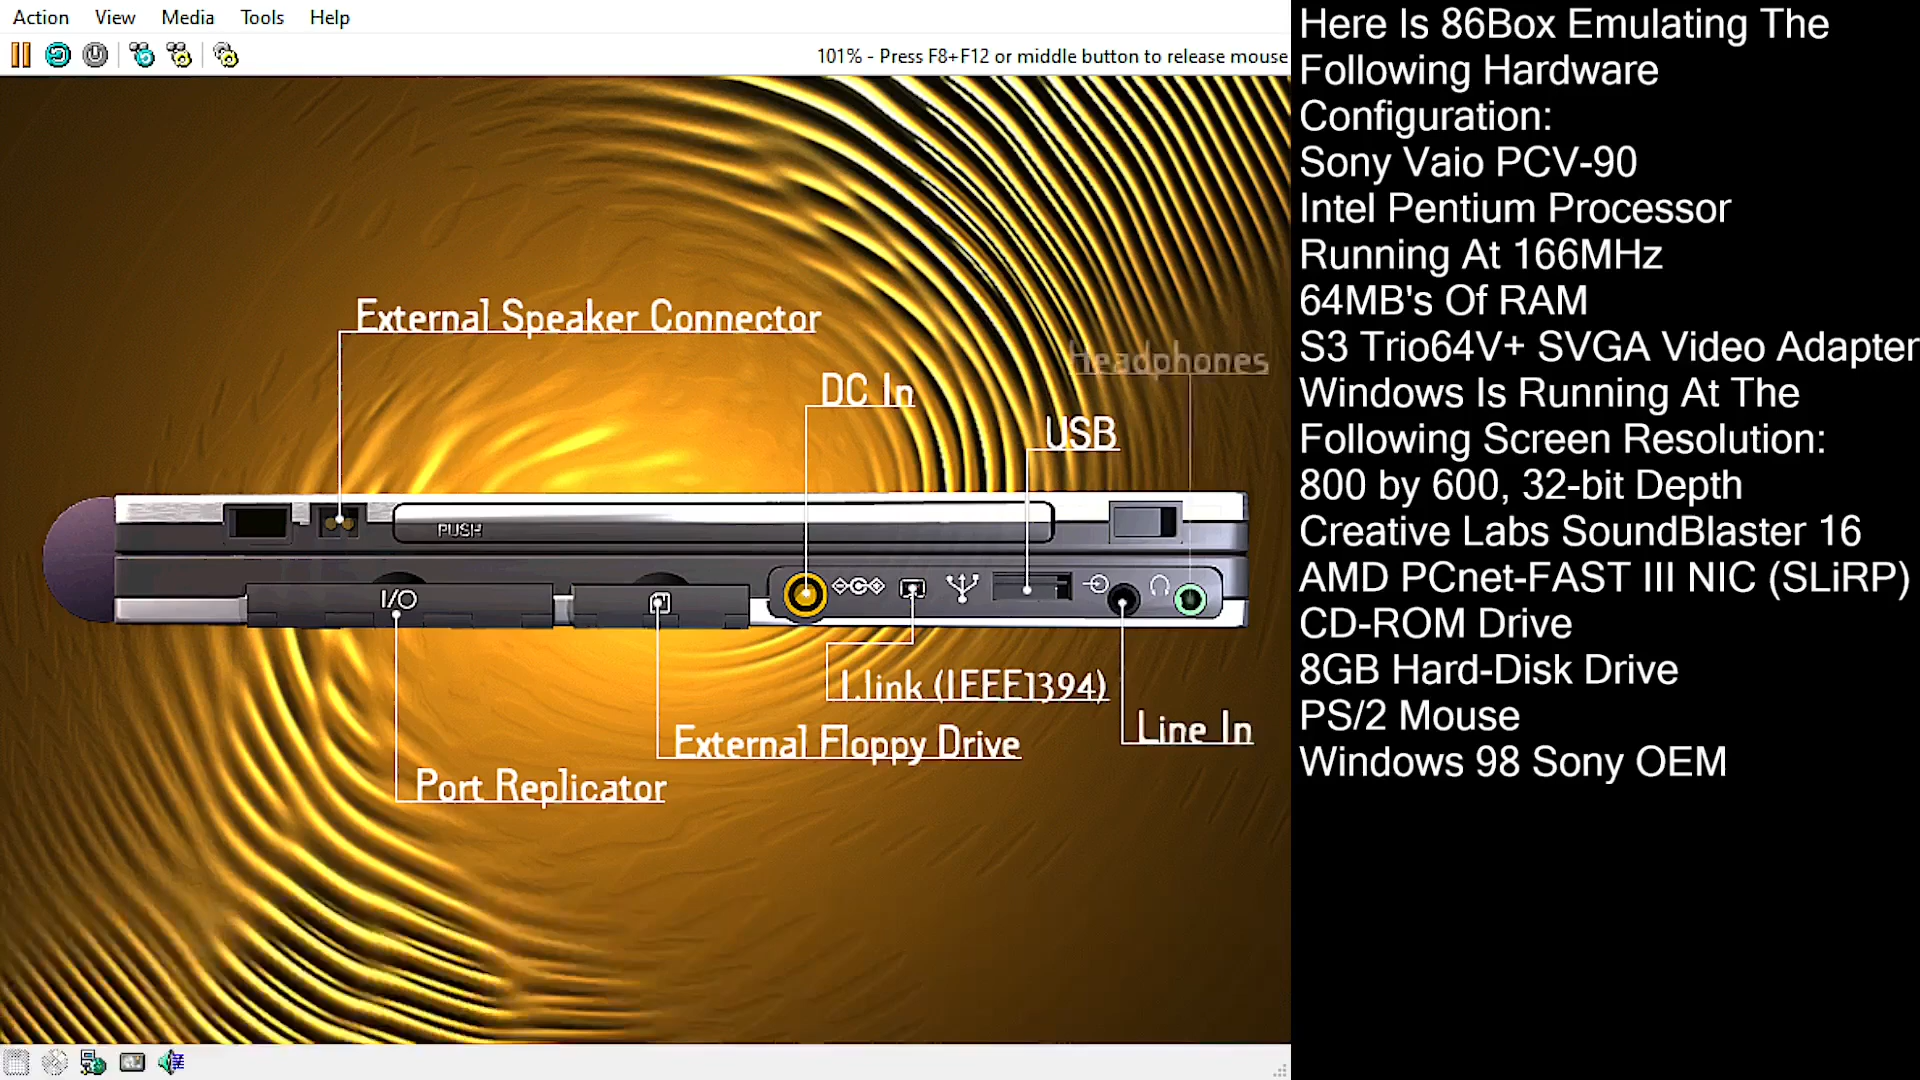 Action View Media Tools Help
101% - Press F8+F12 or middle button to release mouse
External Speaker Connector
Headphones
DC In
USB
PUSH
I/O
I.link (IEEE1394)
Line In
External Floppy Drive
Port Replicator
Here Is 86Box Emulating The
Following Hardware
Configuration:
Sony Vaio PCV-90
Intel Pentium Processor
Running At 166MHz
64MB's Of RAM
S3 Trio64V+ SVGA Video Adapter
Windows Is Running At The
Following Screen Resolution:
800 by 600, 32-bit Depth
Creative Labs SoundBlaster 16
AMD PCnet-FAST III NIC (SLiRP)
CD-ROM Drive
8GB Hard-Disk Drive
PS/2 Mouse
Windows 98 Sony OEM